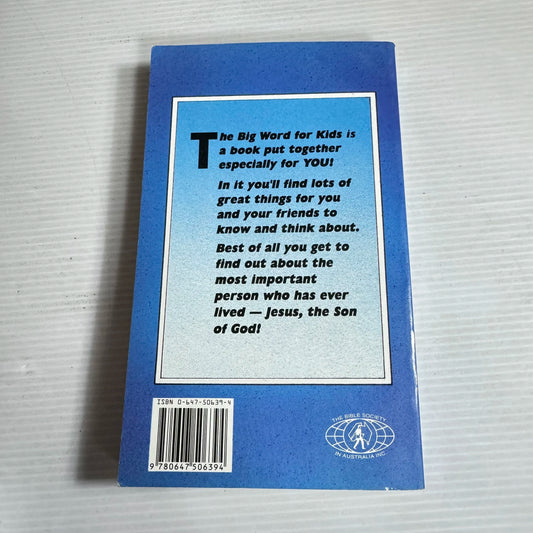 The Big Word for Kids is
a book put together
especially for YOU!
In it you'll find lots of
great things for you
and your friends to
know and think about.
Best of all you get to
find out about the
most important
person who has ever
lived — Jesus, the Son
of God!
ISBN 0-647-50639-4
9 780647 506394
THE BIBLE SOCIETY
IN AUSTRALIA INC.